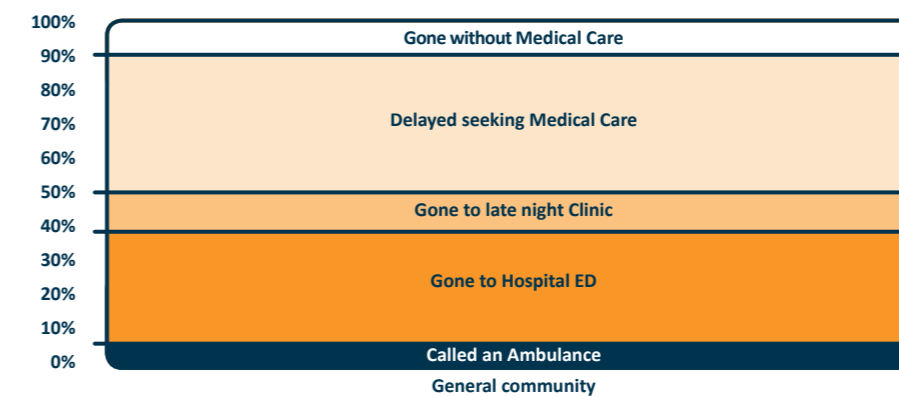 100%
Gone without Medical Care
90%
80%
Delayed seeking Medical Care
70%
60%
50%
Gone to late night Clinic
40%
30%
Gone to Hospital ED
20%
10%
Called an Ambulance
0%
General community